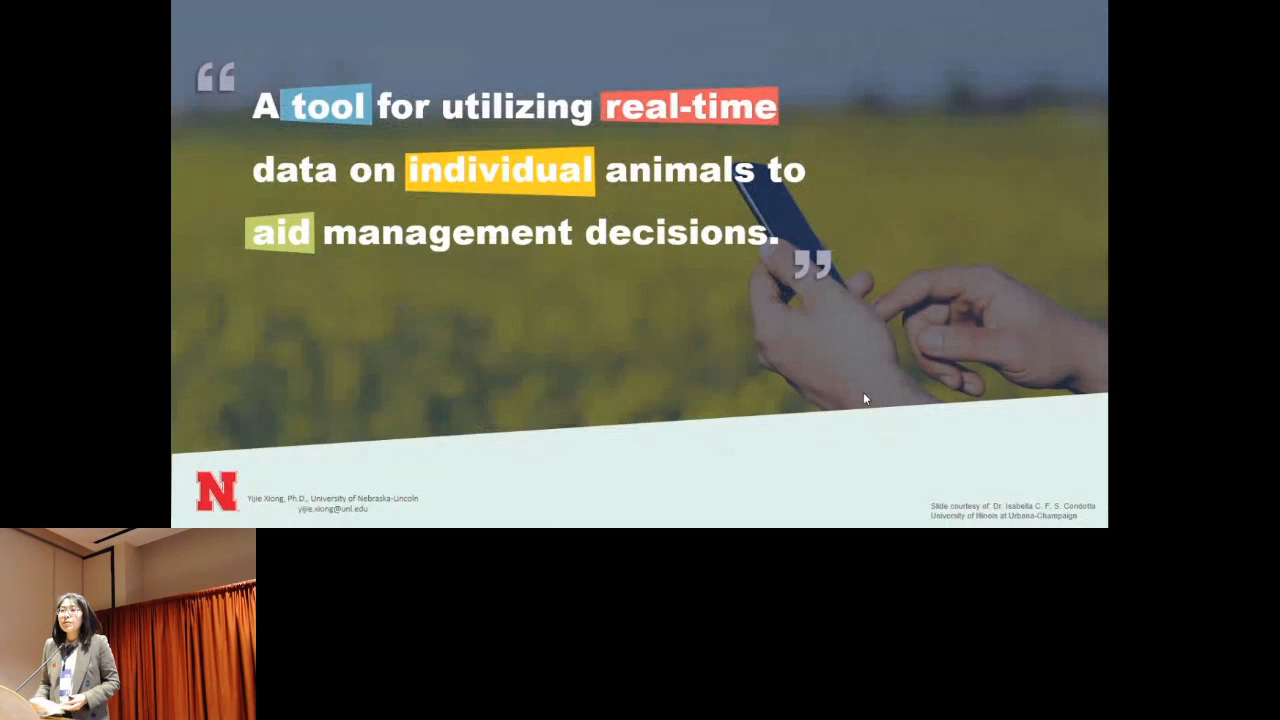 “
A tool for utilizing real-time
data on individual animals to
aid management decisions.
”
N
Yijie Xiong, Ph.D., University of Nebraska-Lincoln
yijie.xiong@unl.edu
Slide courtesy of: Dr. Isabella C. F. S. Condotta
University of Illinois at Urbana-Champaign